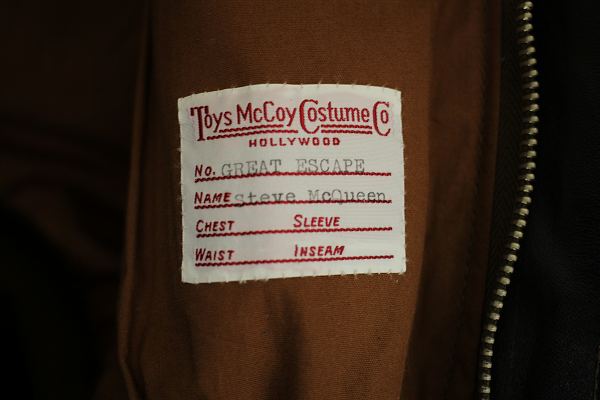 Toys McCoy Costume Co
HOLLYWOOD
No. GREAT ESCAPE
NAME Steve McQueen
CHEST SLEEVE
WAIST INSEAM